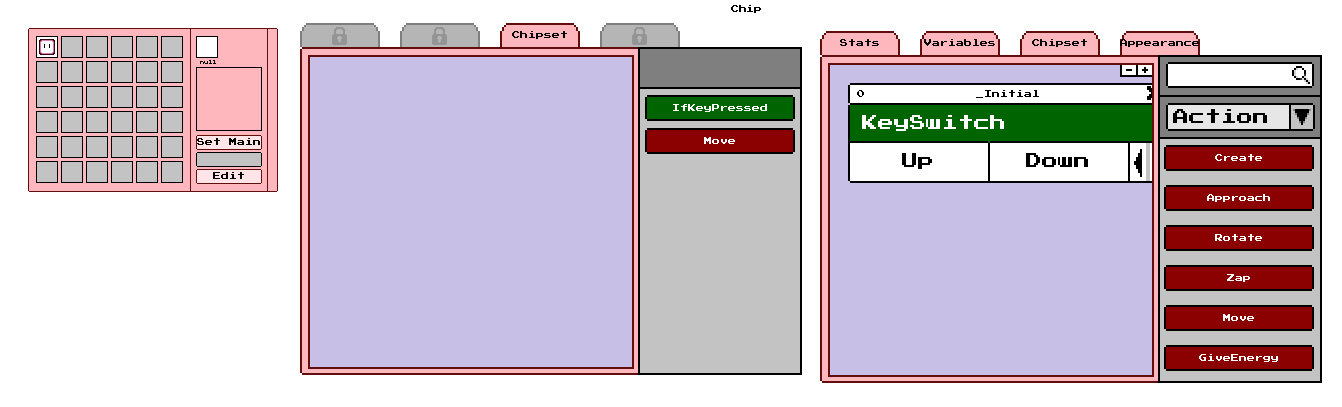 Chip
null
Set Main
Edit
Chipset
IfKeyPressed
Move
Stats
Variables
Chipset
Appearance
- +
0 _Initial
KeySwitch
Up
Down
Action
Create
Approach
Rotate
Zap
Move
GiveEnergy